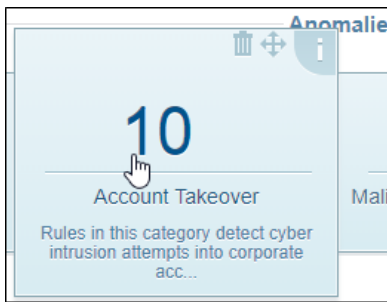 Anomalie
i
10
Account Takeover
Mali
Rules in this category detect cyber
intrusion attempts into corporate
acc...